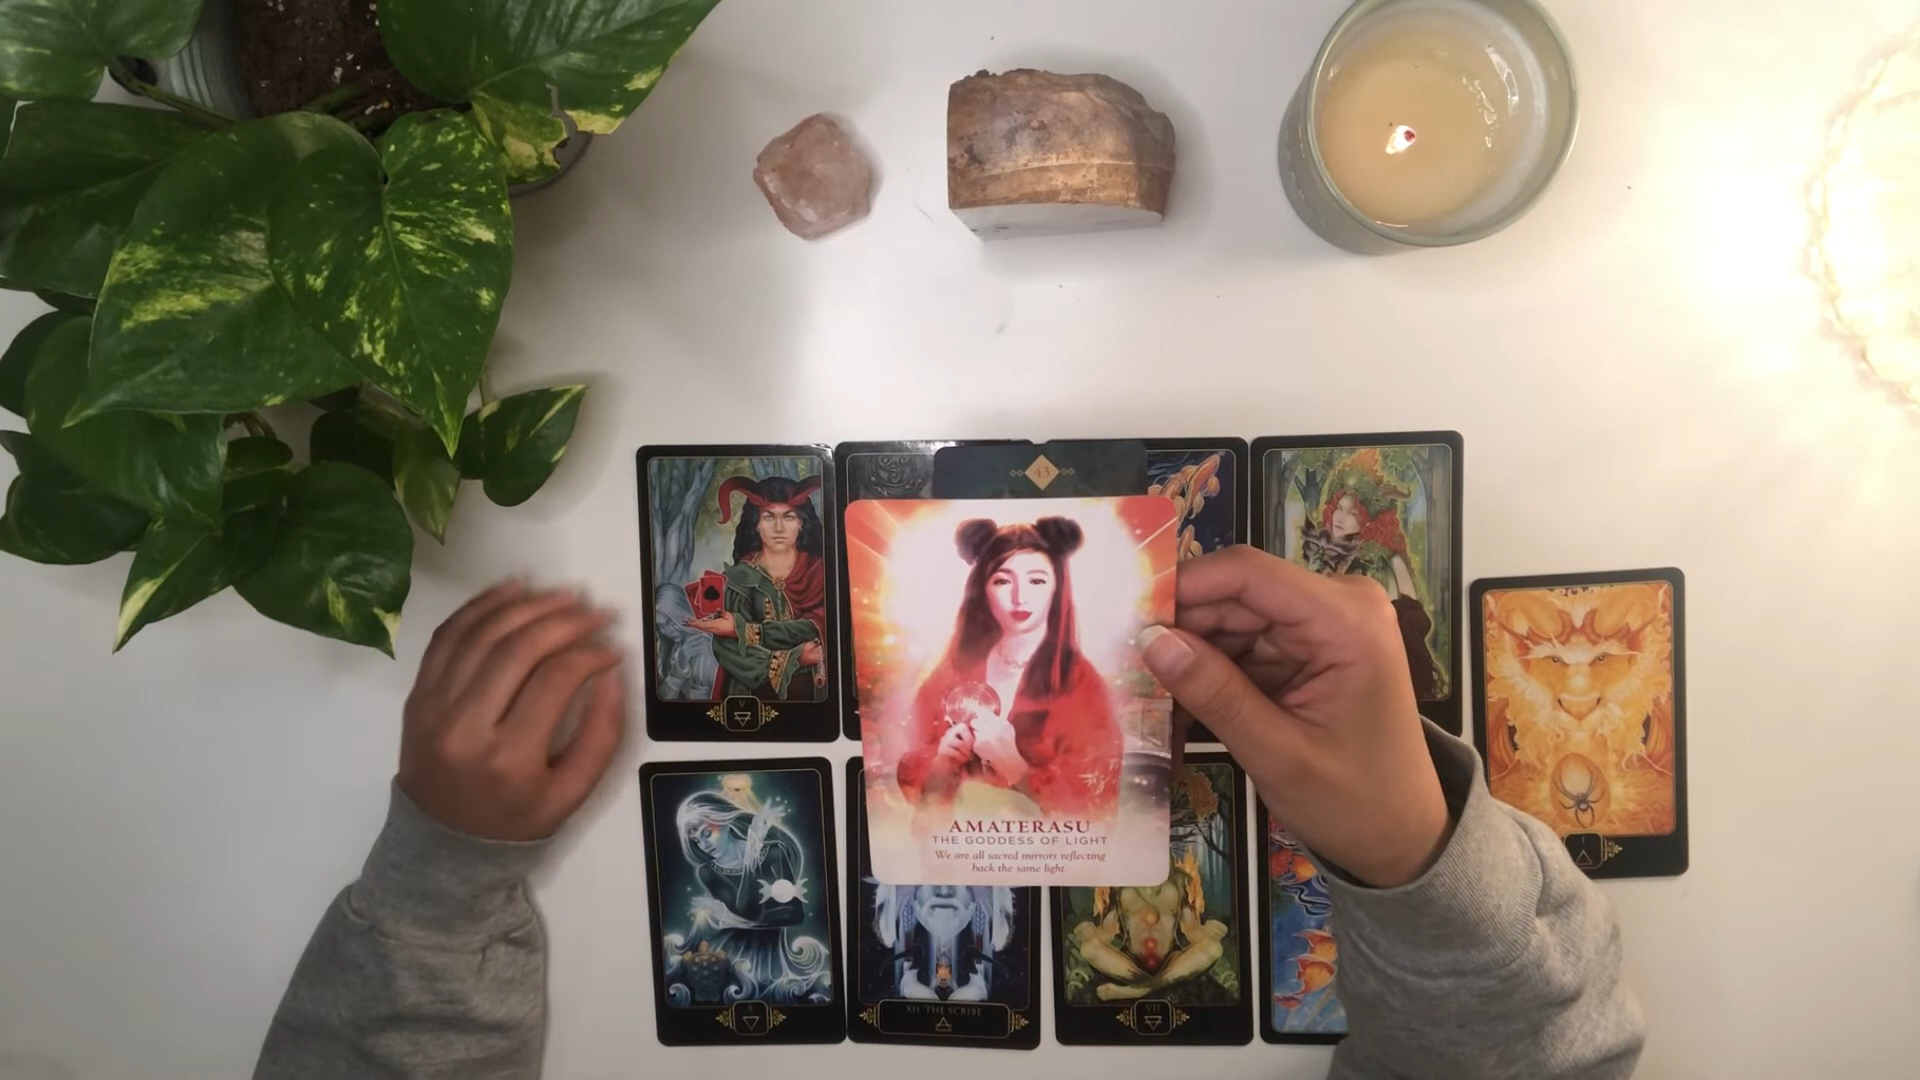 43
V
AMATERASU
THE GODDESS OF LIGHT
We are all sacred mirrors reflecting
back the same light.
I
X
XII THE SCRIBE
VII